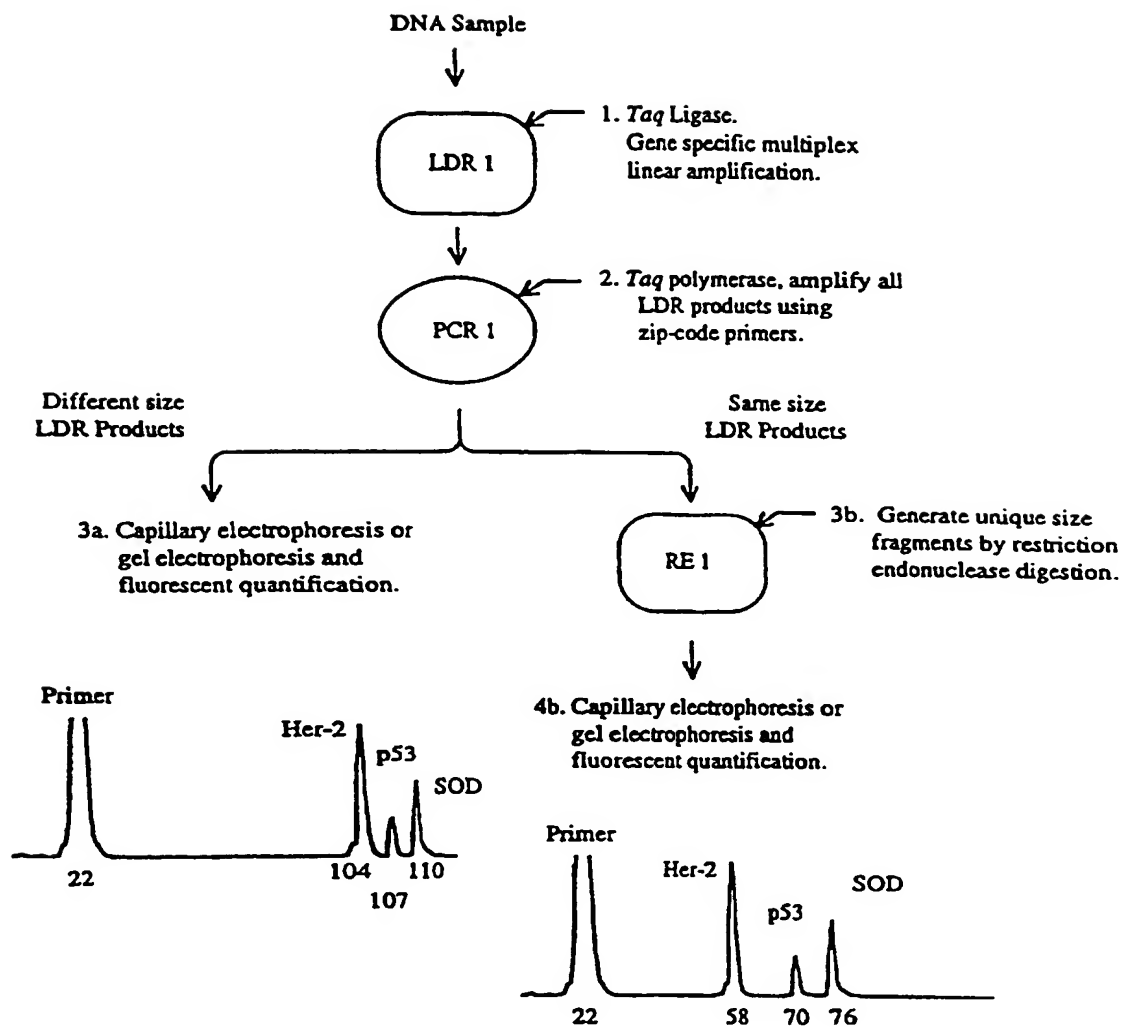 DNA Sample
1. Taq Ligase.
Gene specific multiplex
linear amplification.
LDR 1
2. Taq polymerase, amplify all
LDR products using
zip-code primers.
PCR 1
Different size
LDR Products
Same size
LDR Products
3a. Capillary electrophoresis or
gel electrophoresis and
fluorescent quantification.
RE 1
3b. Generate unique size
fragments by restriction
endonuclease digestion.
Primer
Her-2
p53
SOD
22
104
107
110
4b. Capillary electrophoresis or
gel electrophoresis and
fluorescent quantification.
Primer
Her-2
p53
SOD
22
58
70
76